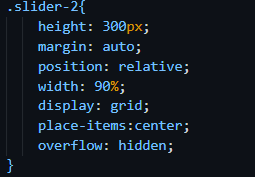 .slider-2{
    height: 300px;
    margin: auto;
    position: relative;
    width: 90%;
    display: grid;
    place-items:center;
    overflow: hidden;
}